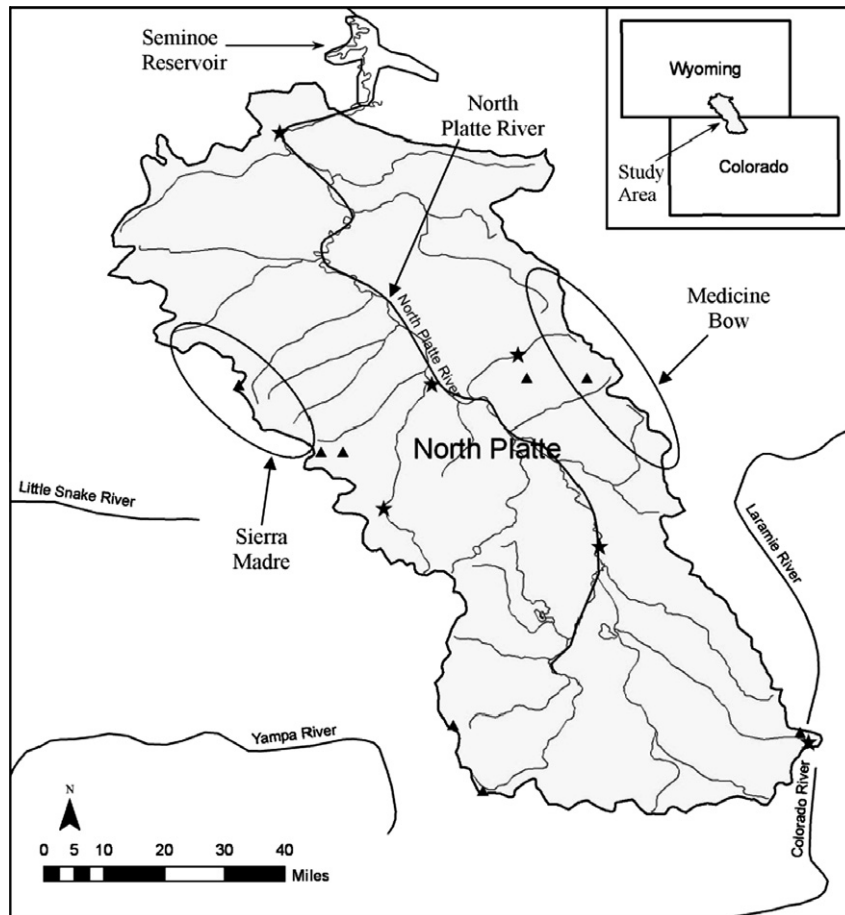 Seminoe
Reservoir
North
Platte River
Wyoming
Study
Area
Colorado
Medicine
Bow
North Platte River
North Platte
Little Snake River
Sierra
Madre
Laramie River
Yampa River
Colorado River
N
0 5 10 20 30 40
Miles